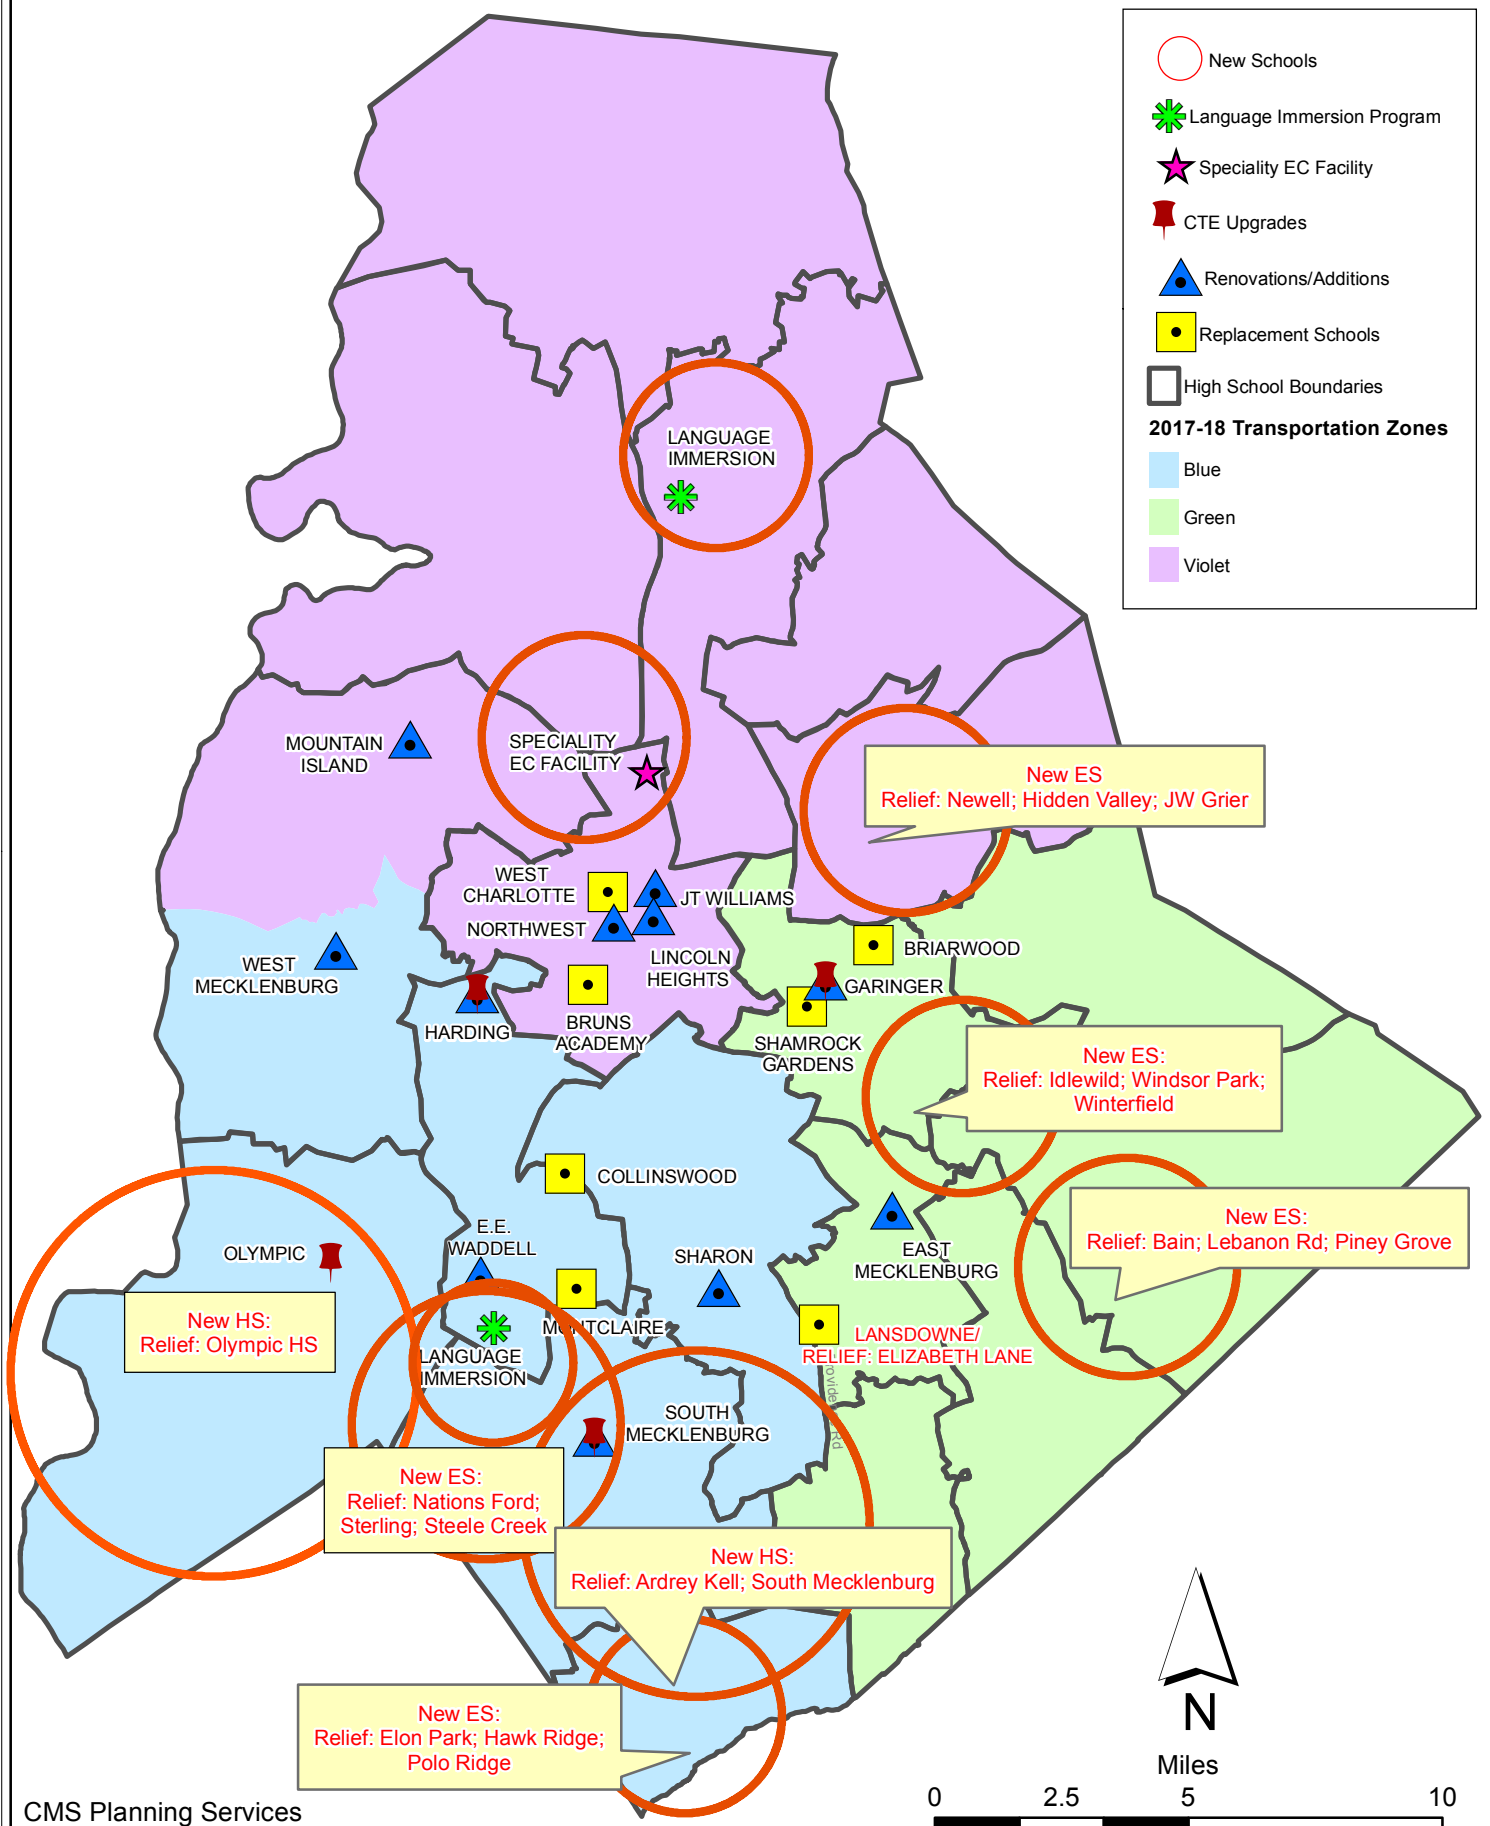 New Schools
Language Immersion Program
Speciality EC Facility
CTE Upgrades
Renovations/Additions
Replacement Schools
High School Boundaries
2017-18 Transportation Zones
Blue
Green
Violet
LANGUAGE
IMMERSION
MOUNTAIN
ISLAND
SPECIALITY
EC FACILITY
New ES
Relief: Newell; Hidden Valley; JW Grier
WEST
CHARLOTTE
JT WILLIAMS
NORTHWEST
LINCOLN
HEIGHTS
BRIARWOOD
WEST
MECKLENBURG
GARINGER
HARDING
BRUNS
ACADEMY
SHAMROCK
GARDENS
New ES:
Relief: Idlewild; Windsor Park;
Winterfield
COLLINSWOOD
E.E.
WADDELL
OLYMPIC
SHARON
EAST
MECKLENBURG
New ES:
Relief: Bain; Lebanon Rd; Piney Grove
New HS:
Relief: Olympic HS
MONTCLAIRE
LANSDOWNE/
RELIEF: ELIZABETH LANE
LANGUAGE
IMMERSION
SOUTH
MECKLENBURG
Rd
New ES:
Relief: Nations Ford;
Sterling; Steele Creek
New HS:
Relief: Ardrey Kell; South Mecklenburg
New ES:
Relief: Elon Park; Hawk Ridge;
Polo Ridge
N
Miles
0 2.5 5 10
CMS Planning Services